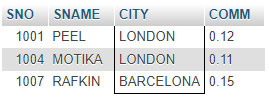 SNO SNAME CITY COMM
1001 PEEL LONDON 0.12
1004 MOTIKA LONDON 0.11
1007 RAFKIN BARCELONA 0.15